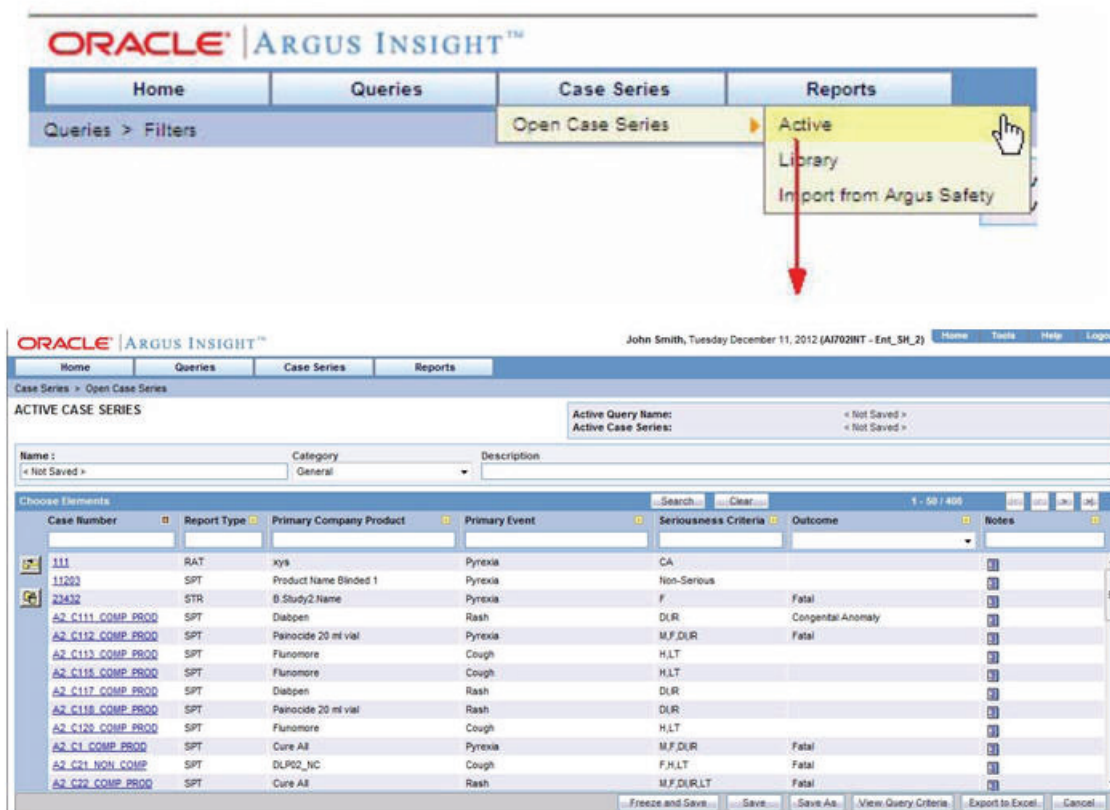 ORACLE® | ARGUS INSIGHT™
Home Queries Case Series Reports
Queries > Filters Open Case Series Active
Library
Import from Argus Safety
ORACLE® | ARGUS INSIGHT™ John Smith, Tuesday December 11, 2012 (AI702INT - Ent_SH_2) Home Tools Help
Home Queries Case Series Reports
Case Series > Open Case Series
ACTIVE CASE SERIES
Active Query Name: < Not Saved >
Active Case Series: < Not Saved >
Name : Category Description
< Not Saved > General
Choose Elements Search Clear 1 - 50 / 400
Case Number Report Type Primary Company Product Primary Event Seriousness Criteria Outcome Notes
111 RAT xys Pyrexia CA
11203 SPT Product Name Blinded 1 Pyrexia Non-Serious
23432 STR B.Study2.Name Pyrexia F Fatal
A2_C111_COMP_PROD SPT Diabpen Rash DI,IR Congenital Anomaly
A2_C112_COMP_PROD SPT Painocide 20 ml vial Pyrexia M,F,DI,IR Fatal
A2_C113_COMP_PROD SPT Flunomore Cough H,LT
A2_C115_COMP_PROD SPT Flunomore Cough H,LT
A2_C117_COMP_PROD SPT Diabpen Rash DI,IR
A2_C118_COMP_PROD SPT Painocide 20 ml vial Rash DI,IR
A2_C120_COMP_PROD SPT Flunomore Cough H,LT
A2_C1_COMP_PROD SPT Cure All Pyrexia M,F,DI,IR Fatal
A2_C21_NON_COMP SPT DLP02_NC Cough F,H,LT Fatal
A2_C22_COMP_PROD SPT Cure All Rash M,F,DI,IR,LT Fatal
Freeze and Save Save Save As View Query Criteria Export to Excel Cancel